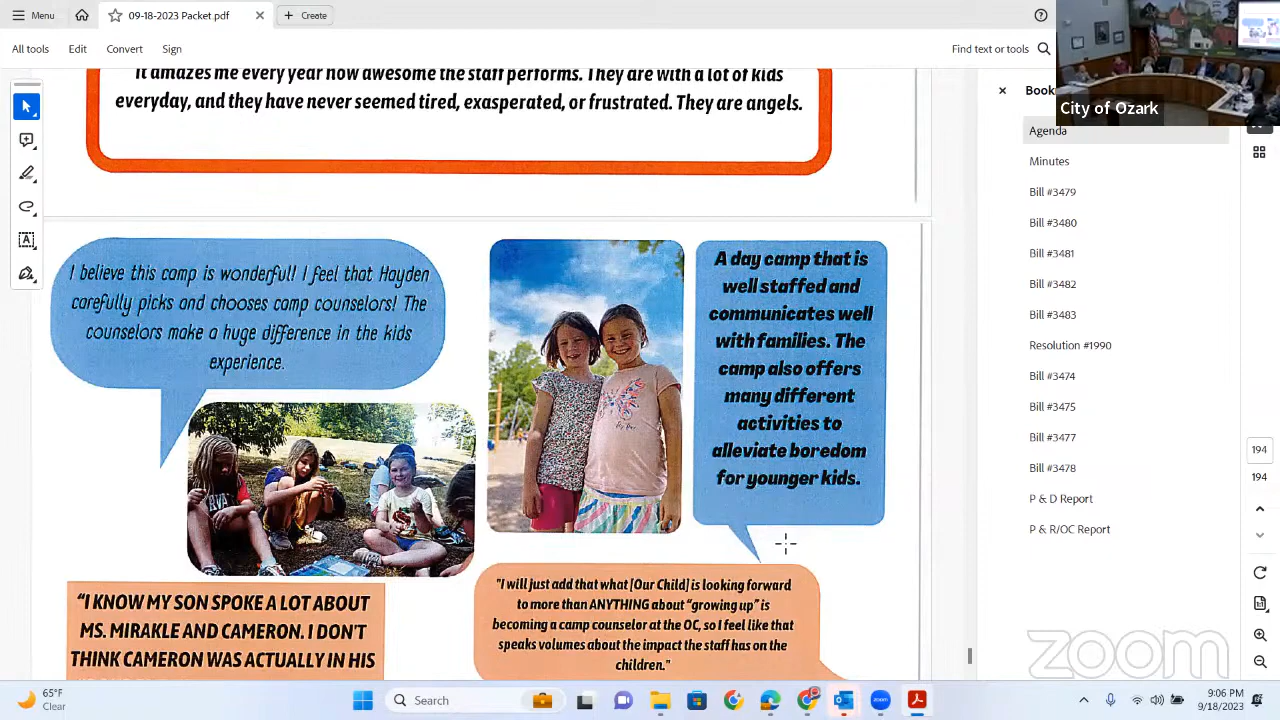 Menu
09-18-2023 Packet.pdf
Create
All tools
Edit
Convert
Sign
Find text or tools
It amazes me every year how awesome the staff performs. They are with a lot of kids
everyday, and they have never seemed tired, exasperated, or frustrated. They are angels.
I believe this camp is wonderful! I feel that Hayden
carefully picks and chooses camp counselors! The
counselors make a huge difference in the kids
experience.
A day camp that is
well staffed and
communicates well
with families. The
camp also offers
many different
activities to
alleviate boredom
for younger kids.
"I KNOW MY SON SPOKE A LOT ABOUT
MS. MIRAKLE AND CAMERON. I DON'T
THINK CAMERON WAS ACTUALLY IN HIS
"I will just add that what [Our Child] is looking forward
to more than ANYTHING about "growing up" is
becoming a camp counselor at the OC, so I feel like that
speaks volumes about the impact the staff has on the
children."
Book
City of Ozark
Agenda
Minutes
Bill #3479
Bill #3480
Bill #3481
Bill #3482
Bill #3483
Resolution #1990
Bill #3474
Bill #3475
Bill #3477
Bill #3478
P & D Report
P & R/OC Report
194
194
zoom
65°F
Clear
Search
zoom
9:06 PM
9/18/2023